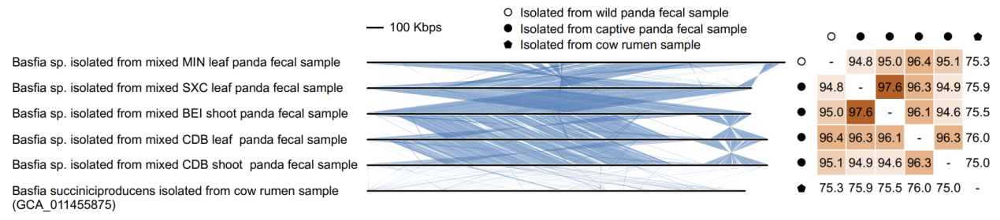 Isolated from wild panda fecal sample
100 Kbps
Isolated from captive panda fecal sample
Isolated from cow rumen sample
Basfia sp. isolated from mixed MIN leaf panda fecal sample
- 94.8 95.0 96.4 95.1 75.3
Basfia sp. isolated from mixed SXC leaf panda fecal sample
94.8 - 97.6 96.3 94.9 75.9
Basfia sp. isolated from mixed BEI shoot panda fecal sample
95.0 97.6 - 96.1 94.6 75.5
Basfia sp. isolated from mixed CDB leaf panda fecal sample
96.4 96.3 96.1 - 96.3 76.0
Basfia sp. isolated from mixed CDB shoot panda fecal sample
95.1 94.9 94.6 96.3 - 75.0
Basfia succiniciproducens isolated from cow rumen sample
(GCA_011455875)
75.3 75.9 75.5 76.0 75.0 -